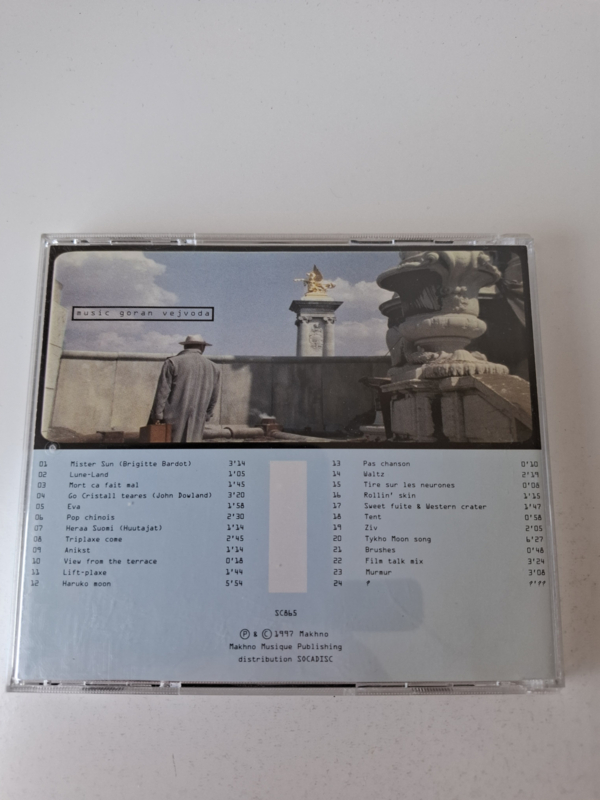 music goran vejvoda
01 Mister Sun (Brigitte Bardot) 3'14
02 Lune-Land 1'05
03 Mort ca fait mal 1'45
04 Go Cristall teares (John Dowland) 3'20
05 Eva 1'58
06 Pop chinois 2'30
07 Heraa Suomi (Huutajat) 1'14
08 Triplaxe come 2'45
09 Anikst 1'14
10 View from the terrace 0'18
11 Lift-plaxe 1'44
12 Haruko moon 5'54
13 Pas chanson 0'10
14 Waltz 2'19
15 Tire sur les neurones 0'08
16 Rollin' skin 1'15
17 Sweet fuite & Western crater 1'47
18 Tent 0'58
19 Ziv 2'05
20 Tykho Moon song 6'27
21 Brushes 0'48
22 Film talk mix 3'24
23 Murmur 3'08
24 ? ?'??
SC865
Ⓟ & © 1997 Makhno
Makhno Musique Publishing
distribution SOCADISC